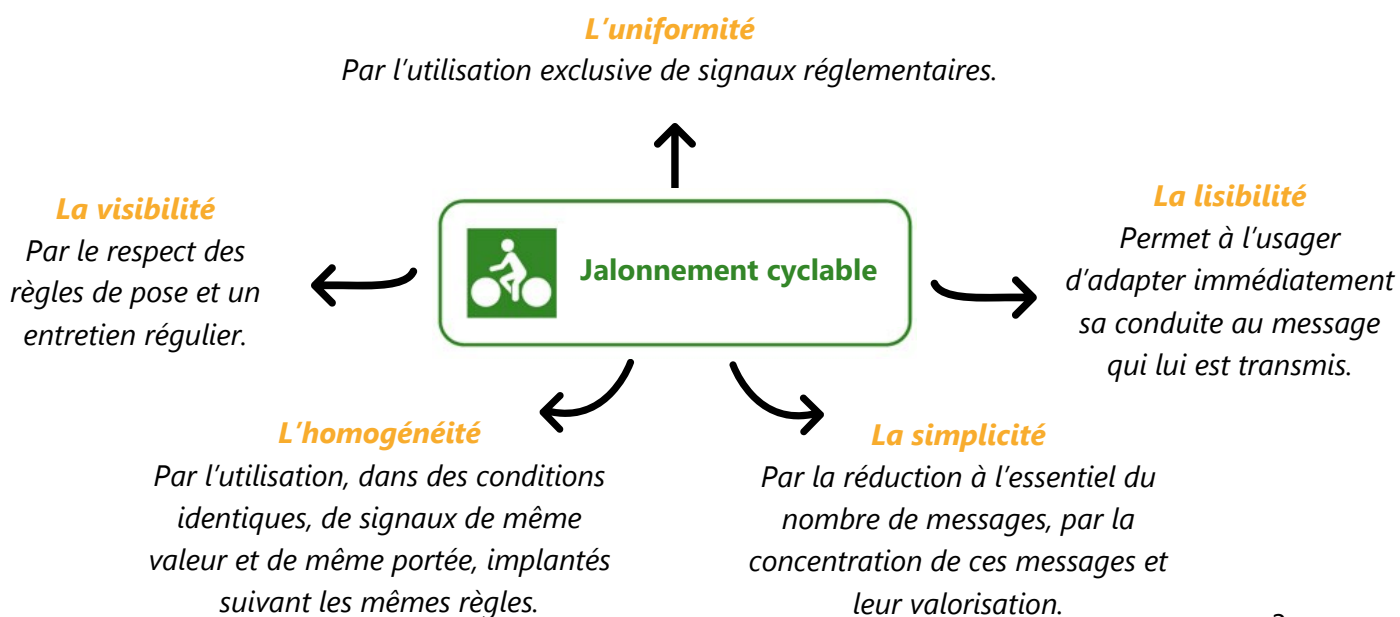 L'uniformité
Par l'utilisation exclusive de signaux réglementaires.
La visibilité
Par le respect des
règles de pose et un
entretien régulier.
Jalonnement cyclable
La lisibilité
Permet à l'usager
d'adapter immédiatement
sa conduite au message
qui lui est transmis.
L'homogénéité
Par l'utilisation, dans des conditions
identiques, de signaux de même
valeur et de même portée, implantés
suivant les mêmes règles.
La simplicité
Par la réduction à l'essentiel du
nombre de messages, par la
concentration de ces messages et
leur valorisation.